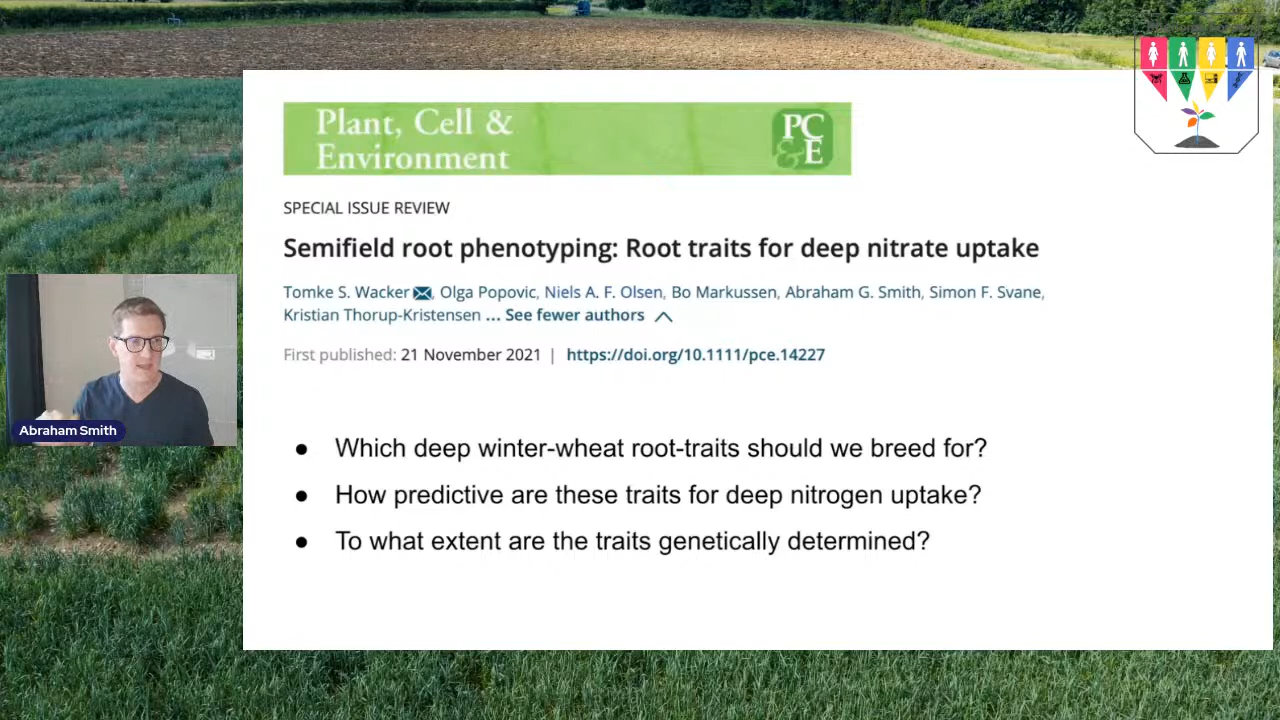 Plant, Cell &
Environment
PC
&E
SPECIAL ISSUE REVIEW
Semifield root phenotyping: Root traits for deep nitrate uptake
Tomke S. Wacker, Olga Popovic, Niels A. F. Olsen, Bo Markussen, Abraham G. Smith, Simon F. Svane,
Kristian Thorup-Kristensen ... See fewer authors
First published: 21 November 2021 | https://doi.org/10.1111/pce.14227
Abraham Smith
● Which deep winter-wheat root-traits should we breed for?
● How predictive are these traits for deep nitrogen uptake?
● To what extent are the traits genetically determined?